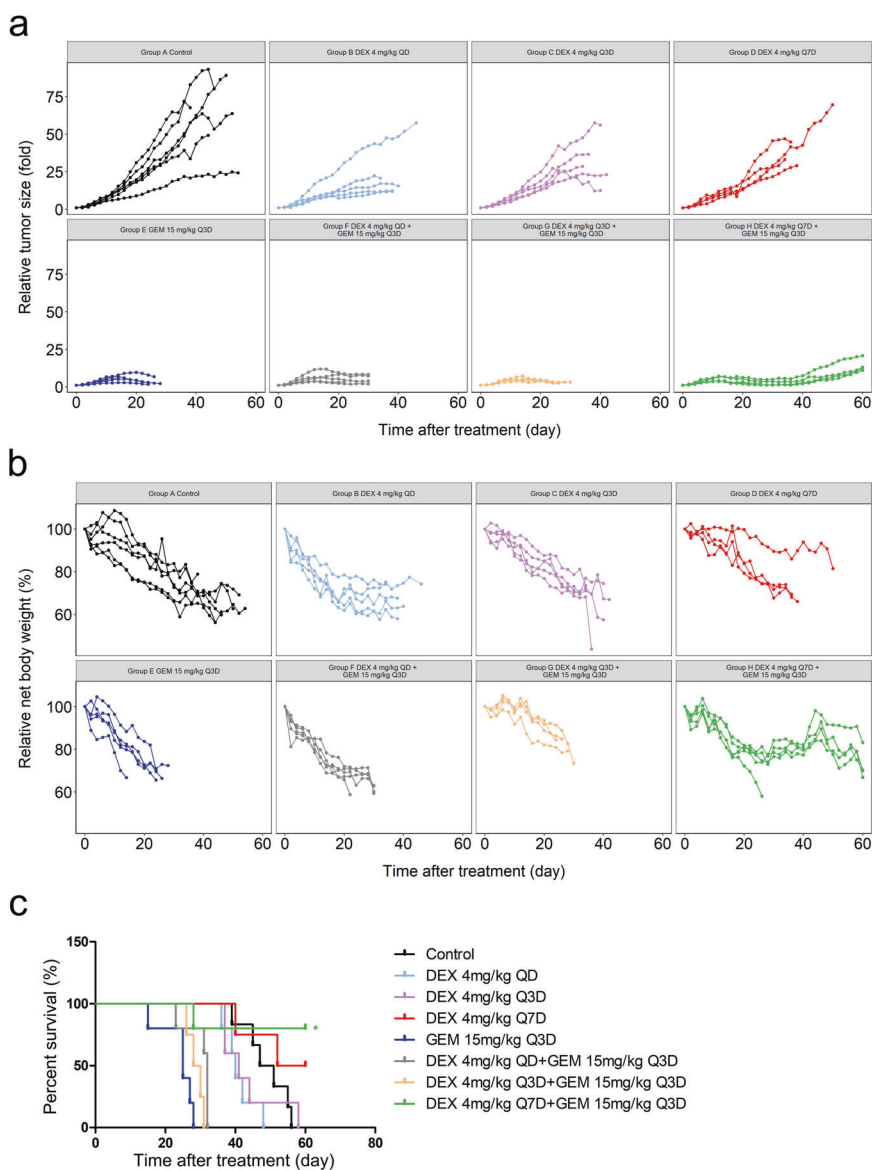 a
Group A Control
Group B DEX 4 mg/kg QD
Group C DEX 4 mg/kg Q3D
Group D DEX 4 mg/kg Q7D
75
50
25
0
Group E GEM 15 mg/kg Q3D
Group F DEX 4 mg/kg QD +
GEM 15 mg/kg Q3D
Group G DEX 4 mg/kg Q3D +
GEM 15 mg/kg Q3D
Group H DEX 4 mg/kg Q7D +
GEM 15 mg/kg Q3D
75
50
25
0
Relative tumor size (fold)
0 20 40 60 0 20 40 60 0 20 40 60 0 20 40 60
Time after treatment (day)
b
Group A Control
Group B DEX 4 mg/kg QD
Group C DEX 4 mg/kg Q3D
Group D DEX 4 mg/kg Q7D
100
80
60
Group E GEM 15 mg/kg Q3D
Group F DEX 4 mg/kg QD +
GEM 15 mg/kg Q3D
Group G DEX 4 mg/kg Q3D +
GEM 15 mg/kg Q3D
Group H DEX 4 mg/kg Q7D +
GEM 15 mg/kg Q3D
100
80
60
Relative net body weight (%)
0 20 40 60 0 20 40 60 0 20 40 60 0 20 40 60
Time after treatment (day)
c
150
100
50
0
Percent survival (%)
*
0 20 40 60 80
Time after treatment (day)
Control
DEX 4mg/kg QD
DEX 4mg/kg Q3D
DEX 4mg/kg Q7D
GEM 15mg/kg Q3D
DEX 4mg/kg QD+GEM 15mg/kg Q3D
DEX 4mg/kg Q3D+GEM 15mg/kg Q3D
DEX 4mg/kg Q7D+GEM 15mg/kg Q3D